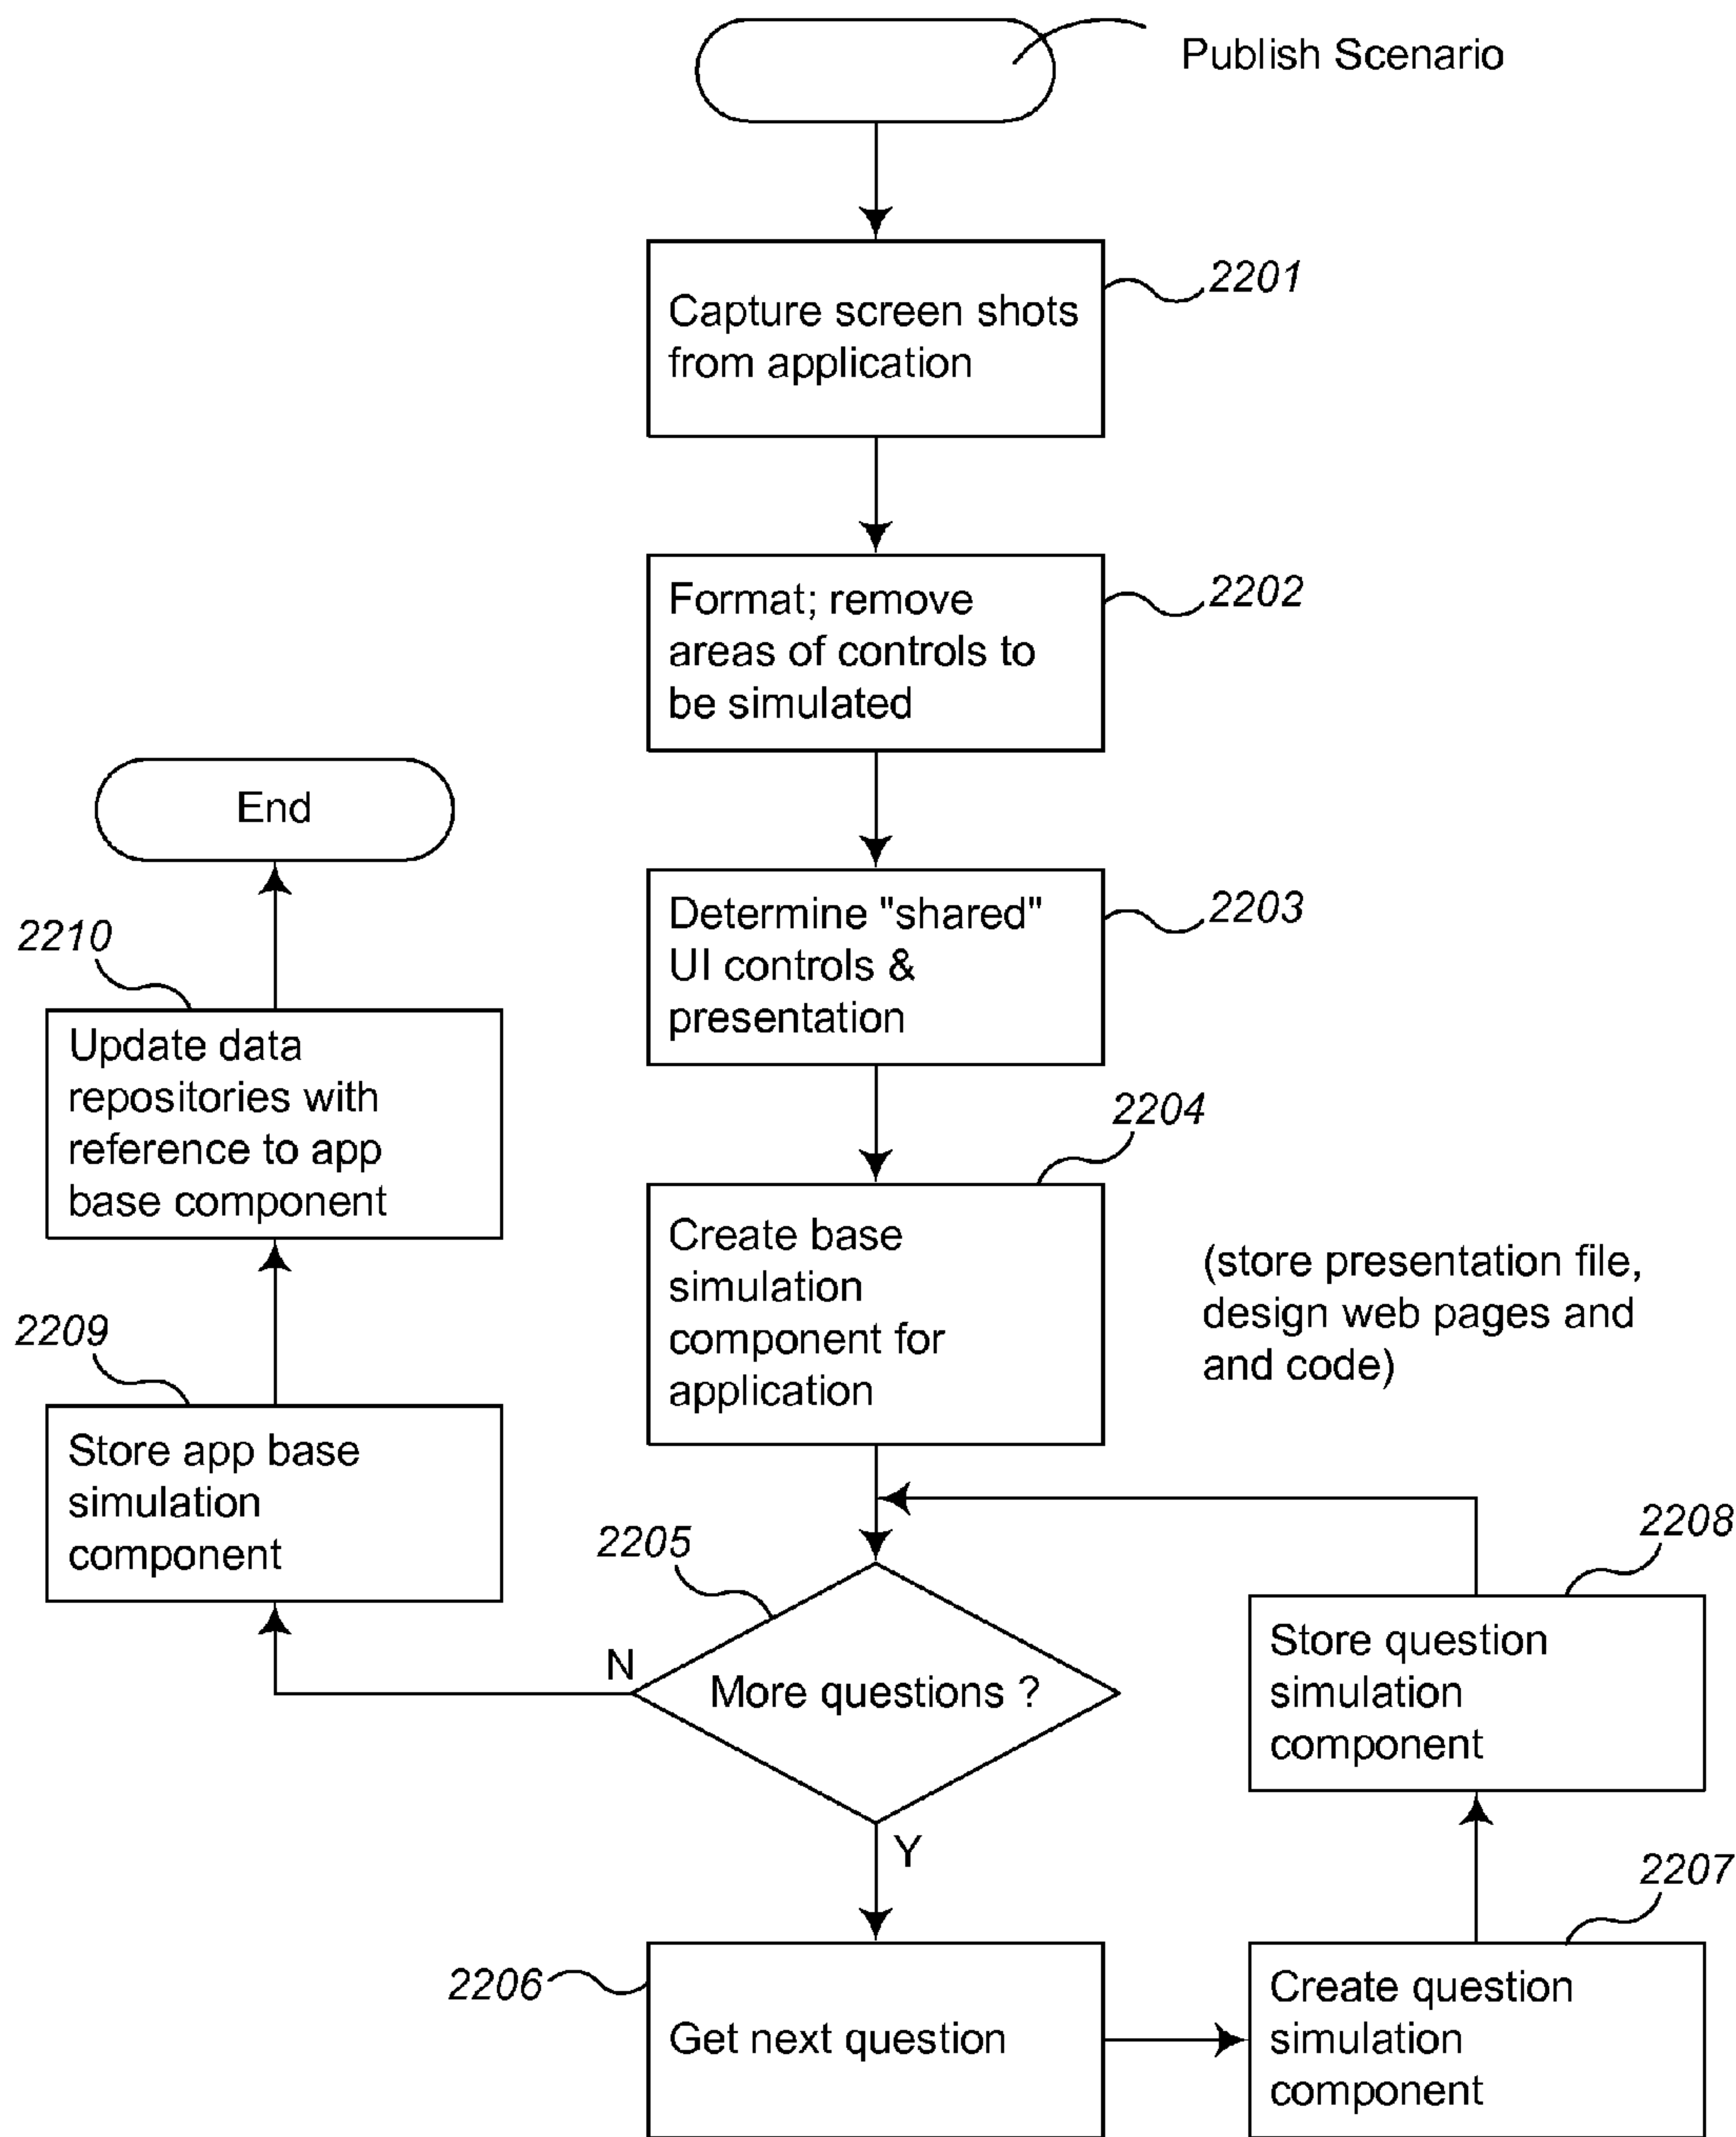 Publish Scenario
2201
Capture screen shots
from application
2202
Format; remove
areas of controls to
be simulated
2203
Determine "shared"
UI controls &
presentation
2204
Create base
simulation
component for
application
(store presentation file,
design web pages and
and code)
2205
More questions ?
N
Y
2206
Get next question
2207
Create question
simulation
component
2208
Store question
simulation
component
2209
Store app base
simulation
component
2210
Update data
repositories with
reference to app
base component
End